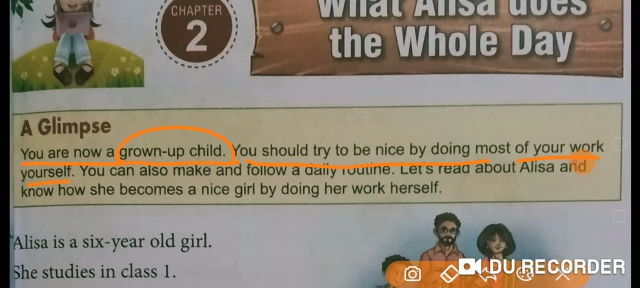 CHAPTER
2
What Alisa does
the Whole Day
A Glimpse
You are now a grown-up child. You should try to be nice by doing most of your work
yourself. You can also make and follow a daily routine. Let's read about Alisa and
know how she becomes a nice girl by doing her work herself.
Alisa is a six-year old girl.
She studies in class 1.
DU RECORDER